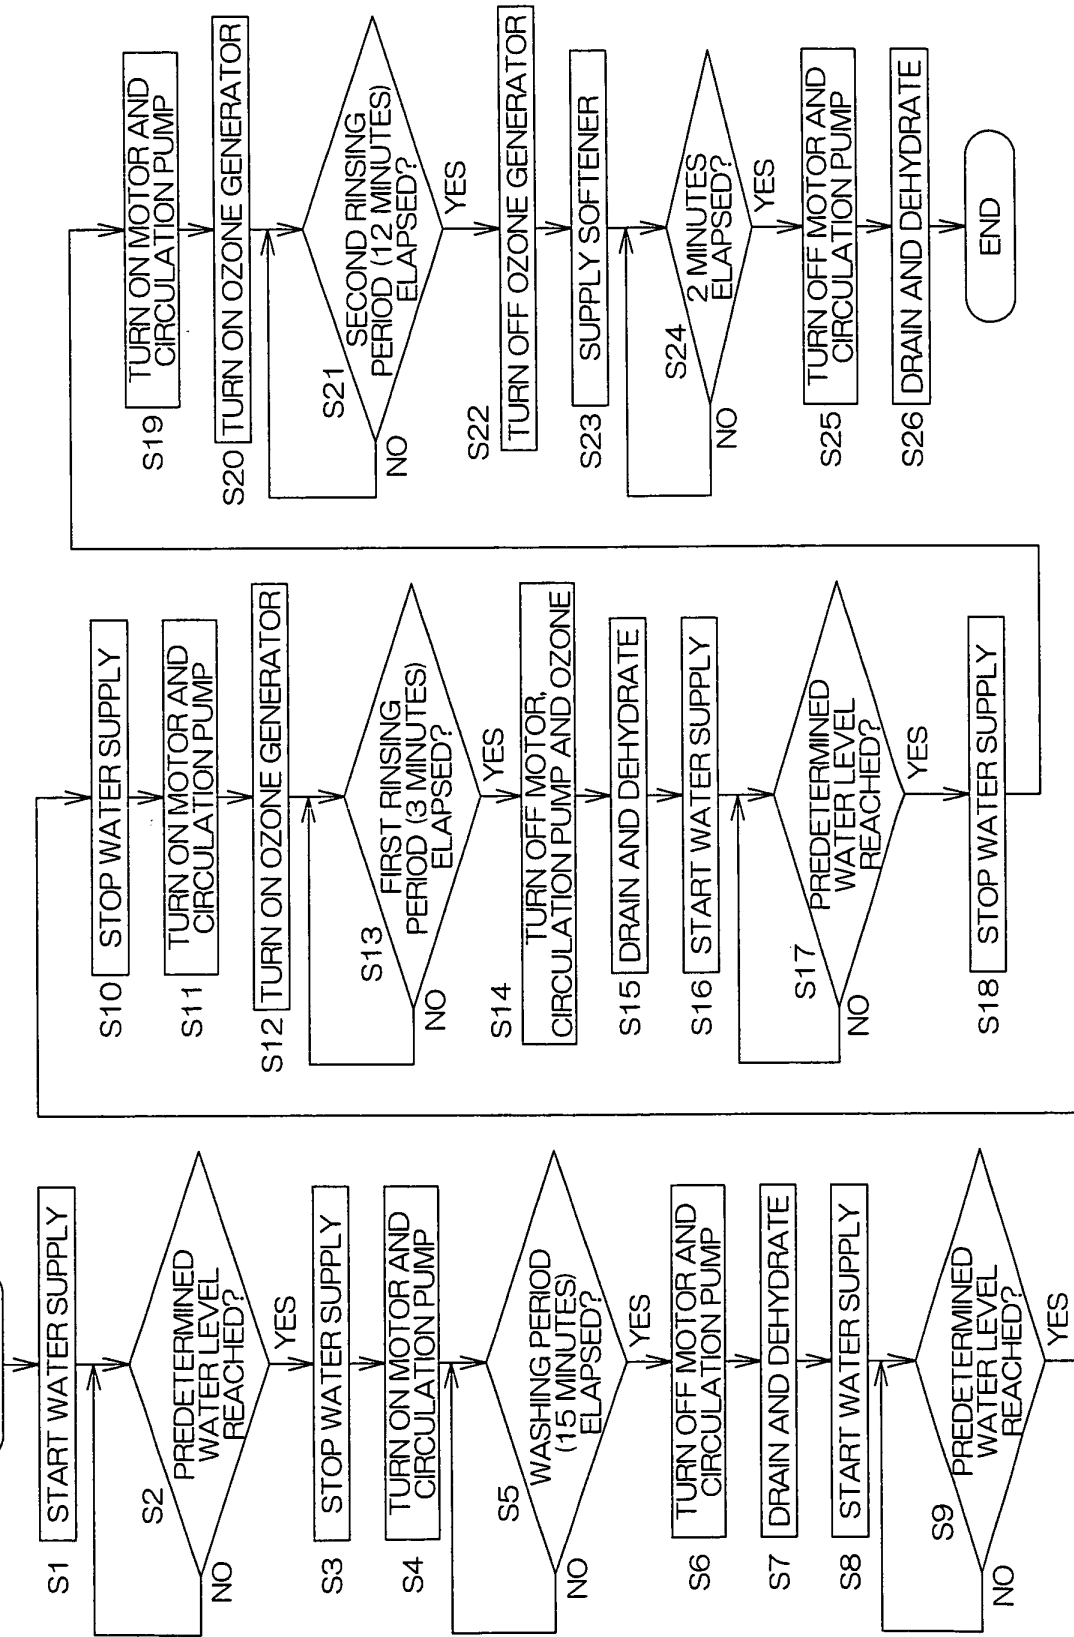 S1
START WATER SUPPLY
S2
PREDETERMINED
WATER LEVEL
REACHED?
NO
YES
S3
STOP WATER SUPPLY
S4
TURN ON MOTOR AND
CIRCULATION PUMP
S5
WASHING PERIOD
(15 MINUTES)
ELAPSED?
NO
YES
S6
TURN OFF MOTOR AND
CIRCULATION PUMP
S7
DRAIN AND DEHYDRATE
S8
START WATER SUPPLY
S9
PREDETERMINED
WATER LEVEL
REACHED?
NO
YES
S10
STOP WATER SUPPLY
S11
TURN ON MOTOR AND
CIRCULATION PUMP
S12
TURN ON OZONE GENERATOR
S13
FIRST RINSING
PERIOD (3 MINUTES)
ELAPSED?
NO
YES
S14
TURN OFF MOTOR,
CIRCULATION PUMP AND OZONE
S15
DRAIN AND DEHYDRATE
S16
START WATER SUPPLY
S17
PREDETERMINED
WATER LEVEL
REACHED?
NO
YES
S18
STOP WATER SUPPLY
S19
TURN ON MOTOR AND
CIRCULATION PUMP
S20
TURN ON OZONE GENERATOR
S21
SECOND RINSING
PERIOD (12 MINUTES)
ELAPSED?
NO
YES
S22
TURN OFF OZONE GENERATOR
S23
SUPPLY SOFTENER
S24
2 MINUTES
ELAPSED?
NO
YES
S25
TURN OFF MOTOR AND
CIRCULATION PUMP
S26
DRAIN AND DEHYDRATE
END